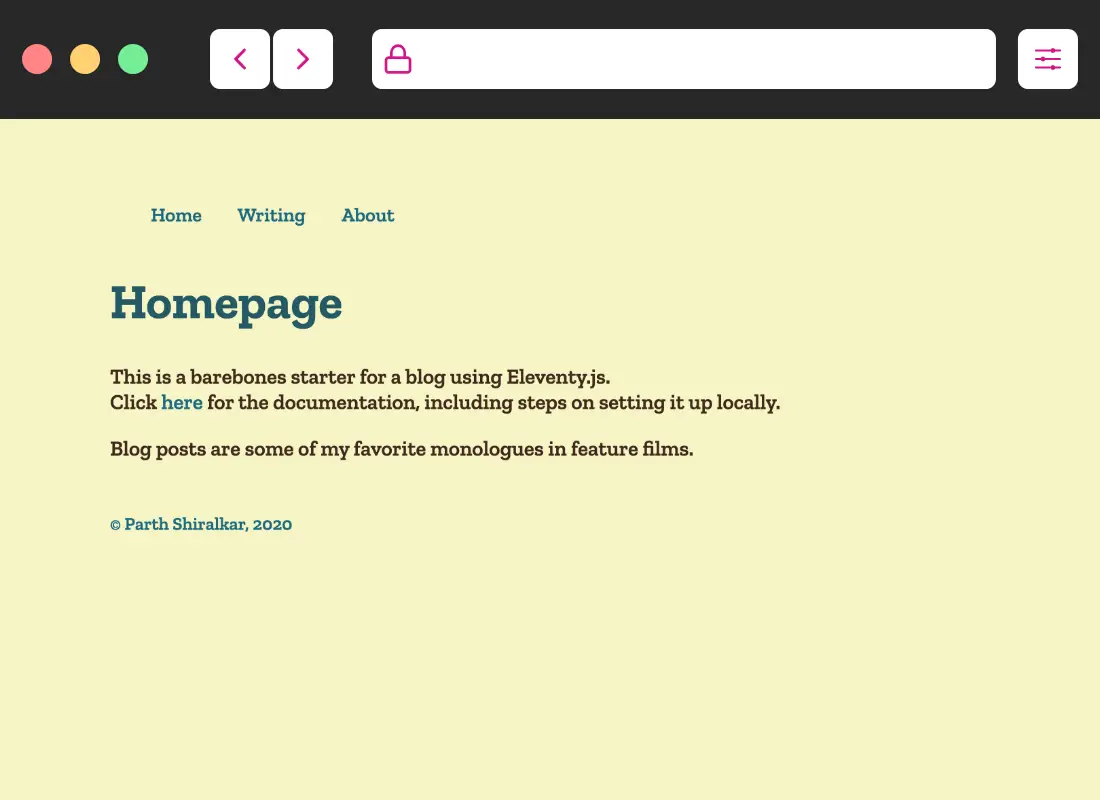 Home Writing About
Homepage
This is a barebones starter for a blog using Eleventy.js.
Click here for the documentation, including steps on setting it up locally.
Blog posts are some of my favorite monologues in feature films.
© Parth Shiralkar, 2020